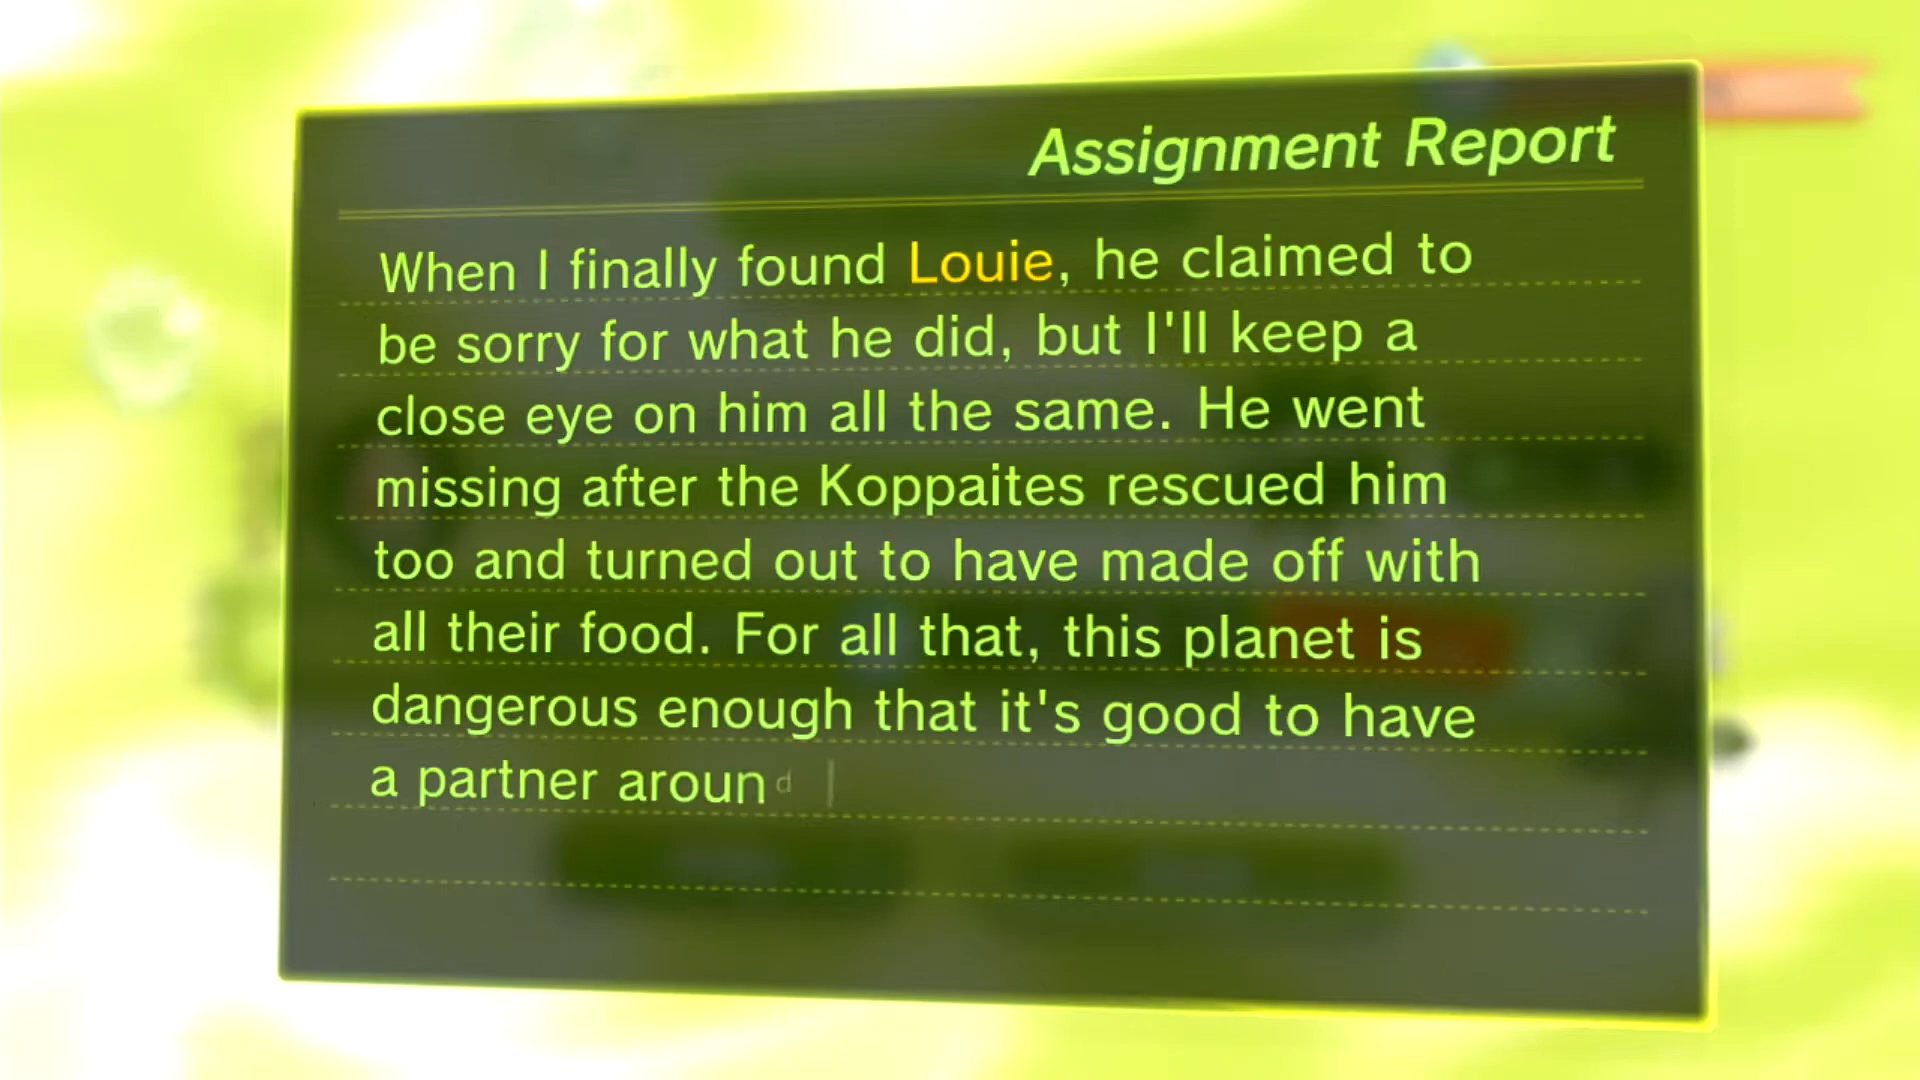 Assignment Report
When I finally found Louie, he claimed to
be sorry for what he did, but I'll keep a
close eye on him all the same. He went
missing after the Koppaites rescued him
too and turned out to have made off with
all their food. For all that, this planet is
dangerous enough that it's good to have
a partner around